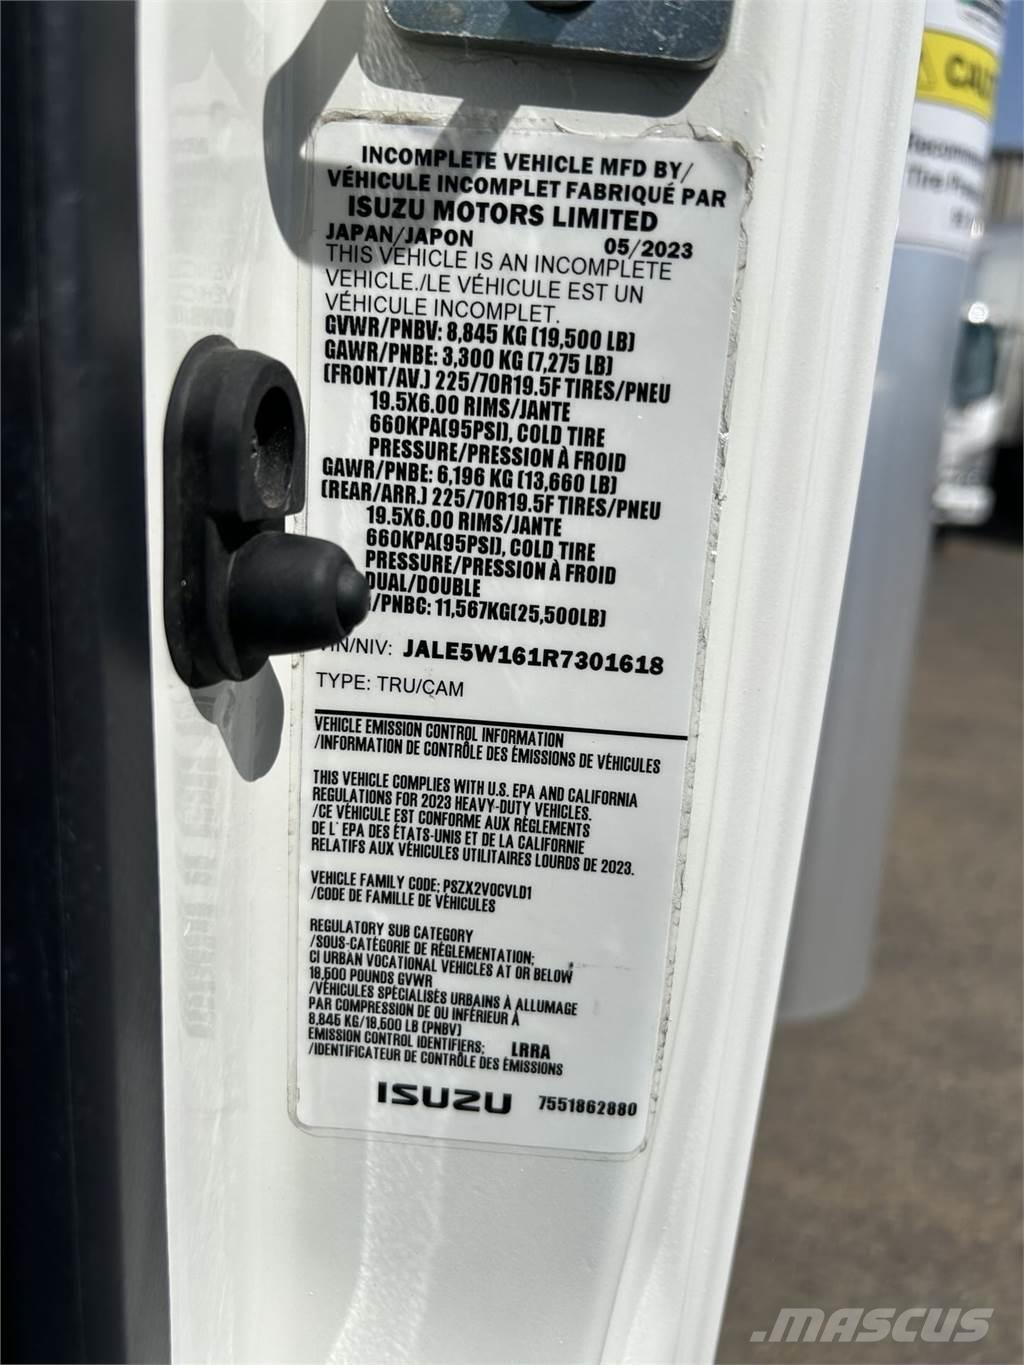 INCOMPLETE VEHICLE MFD BY/
VÉHICULE INCOMPLET FABRIQUÉ PAR
ISUZU MOTORS LIMITED
JAPAN/JAPON 05/2023
THIS VEHICLE IS AN INCOMPLETE
VEHICLE./LE VÉHICULE EST UN
VÉHICULE INCOMPLET.
GVWR/PNBV: 8,845 KG (19,500 LB)
GAWR/PNBE: 3,300 KG (7,275 LB)
(FRONT/AV.) 225/70R19.5F TIRES/PNEU
19.5X6.00 RIMS/JANTE
660KPA(95PSI), COLD TIRE
PRESSURE/PRESSION À FROID
GAWR/PNBE: 6,196 KG (13,660 LB)
(REAR/ARR.) 225/70R19.5F TIRES/PNEU
19.5X6.00 RIMS/JANTE
660KPA(95PSI), COLD TIRE
PRESSURE/PRESSION À FROID
DUAL/DOUBLE
/PNBC: 11,567KG(25,500LB)
VIN/NIV: JALE5W161R7301618
TYPE: TRU/CAM
VEHICLE EMISSION CONTROL INFORMATION
/INFORMATION DE CONTRÔLE DES ÉMISSIONS DE VÉHICULES
THIS VEHICLE COMPLIES WITH U.S. EPA AND CALIFORNIA
REGULATIONS FOR 2023 HEAVY-DUTY VEHICLES.
/CE VÉHICULE EST CONFORME AUX RÈGLEMENTS
DE L' EPA DES ÉTATS-UNIS ET DE LA CALIFORNIE
RELATIFS AUX VÉHICULES UTILITAIRES LOURDS DE 2023.
VEHICLE FAMILY CODE; PSZX2VOCVLD1
/CODE DE FAMILLE DE VÉHICULES
REGULATORY SUB CATEGORY
/SOUS-CATÉGORIE DE RÉGLEMENTATION;
CI URBAN VOCATIONAL VEHICLES AT OR BELOW
19,500 POUNDS GVWR
/VÉHICULES SPÉCIALISÉS URBAINS À ALLUMAGE
PAR COMPRESSION DE OU INFÉRIEUR À
8,845 KG/19,500 LB (PNBV)
EMISSION CONTROL IDENTIFIERS; LRRA
/IDENTIFICATEUR DE CONTRÔLE DES ÉMISSIONS
ISUZU 7551862880
MASCUS